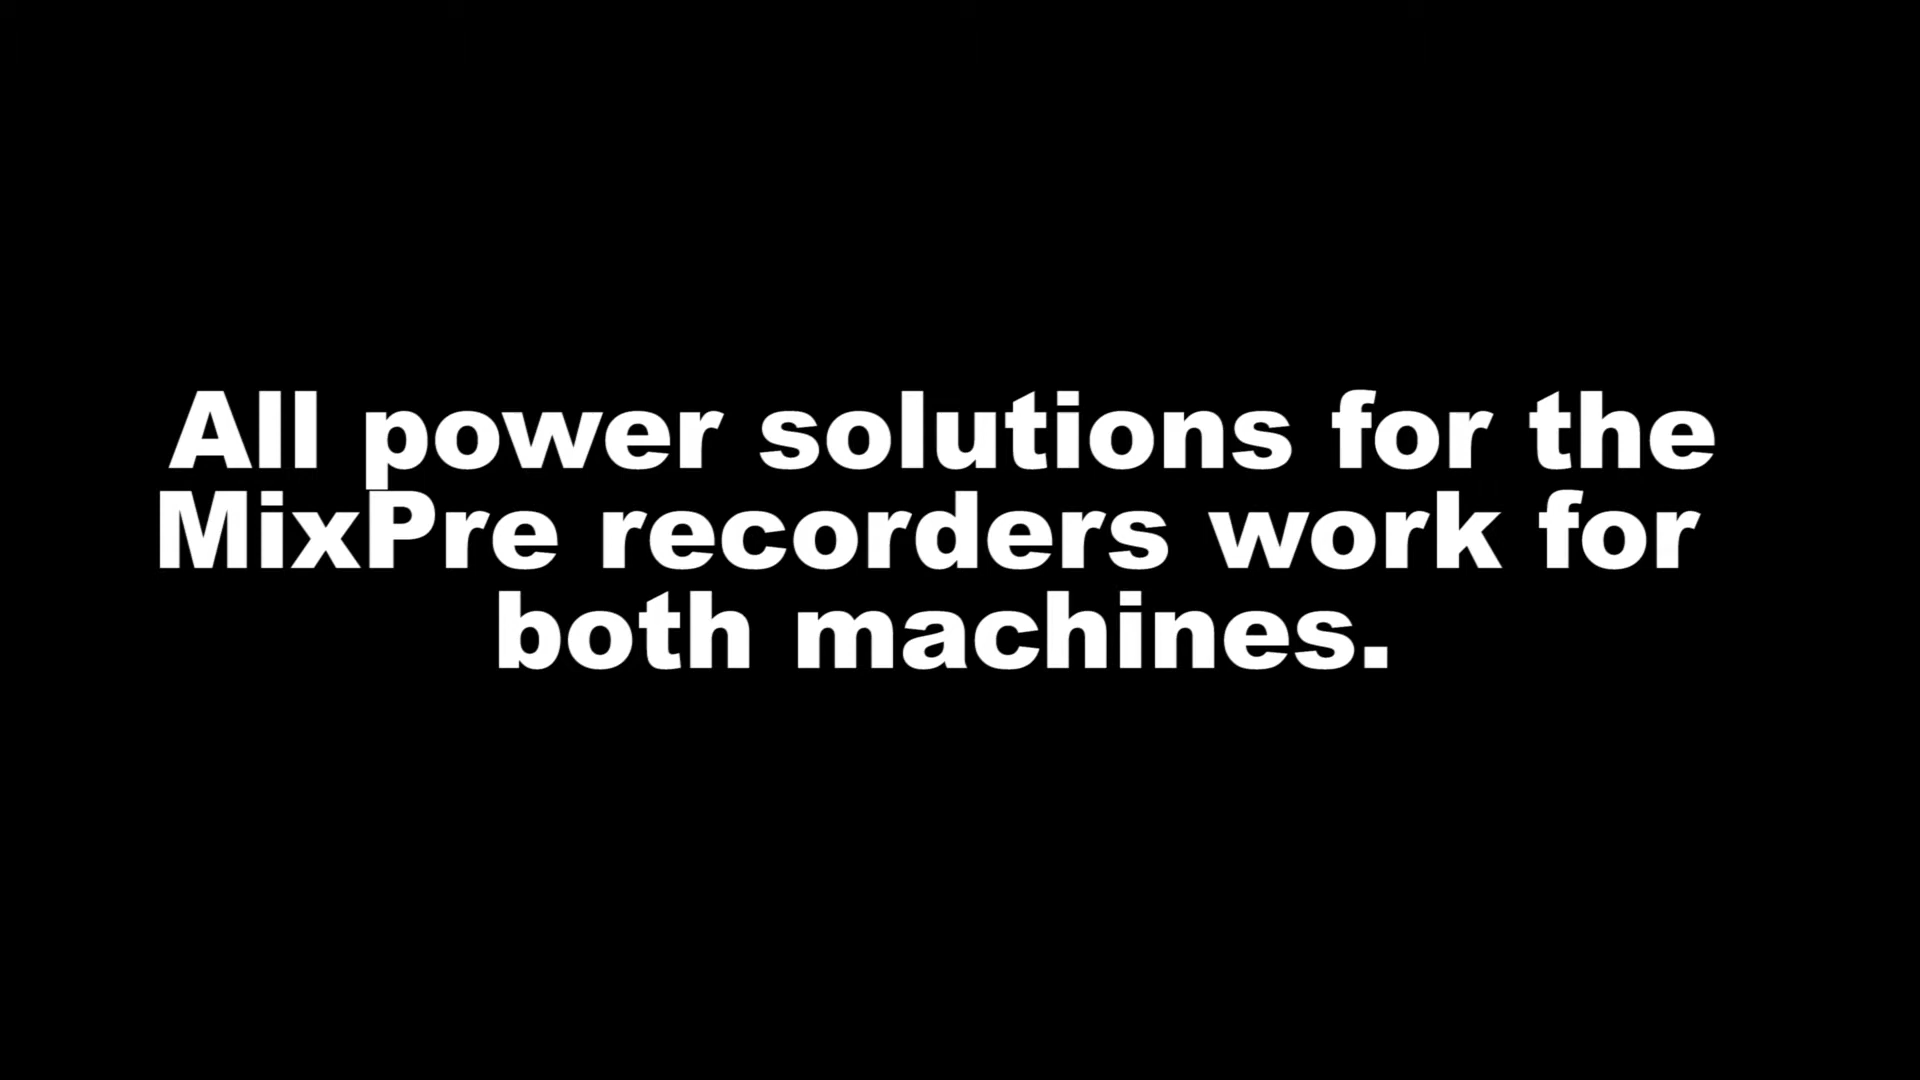 All power solutions for the
MixPre recorders work for
both machines.